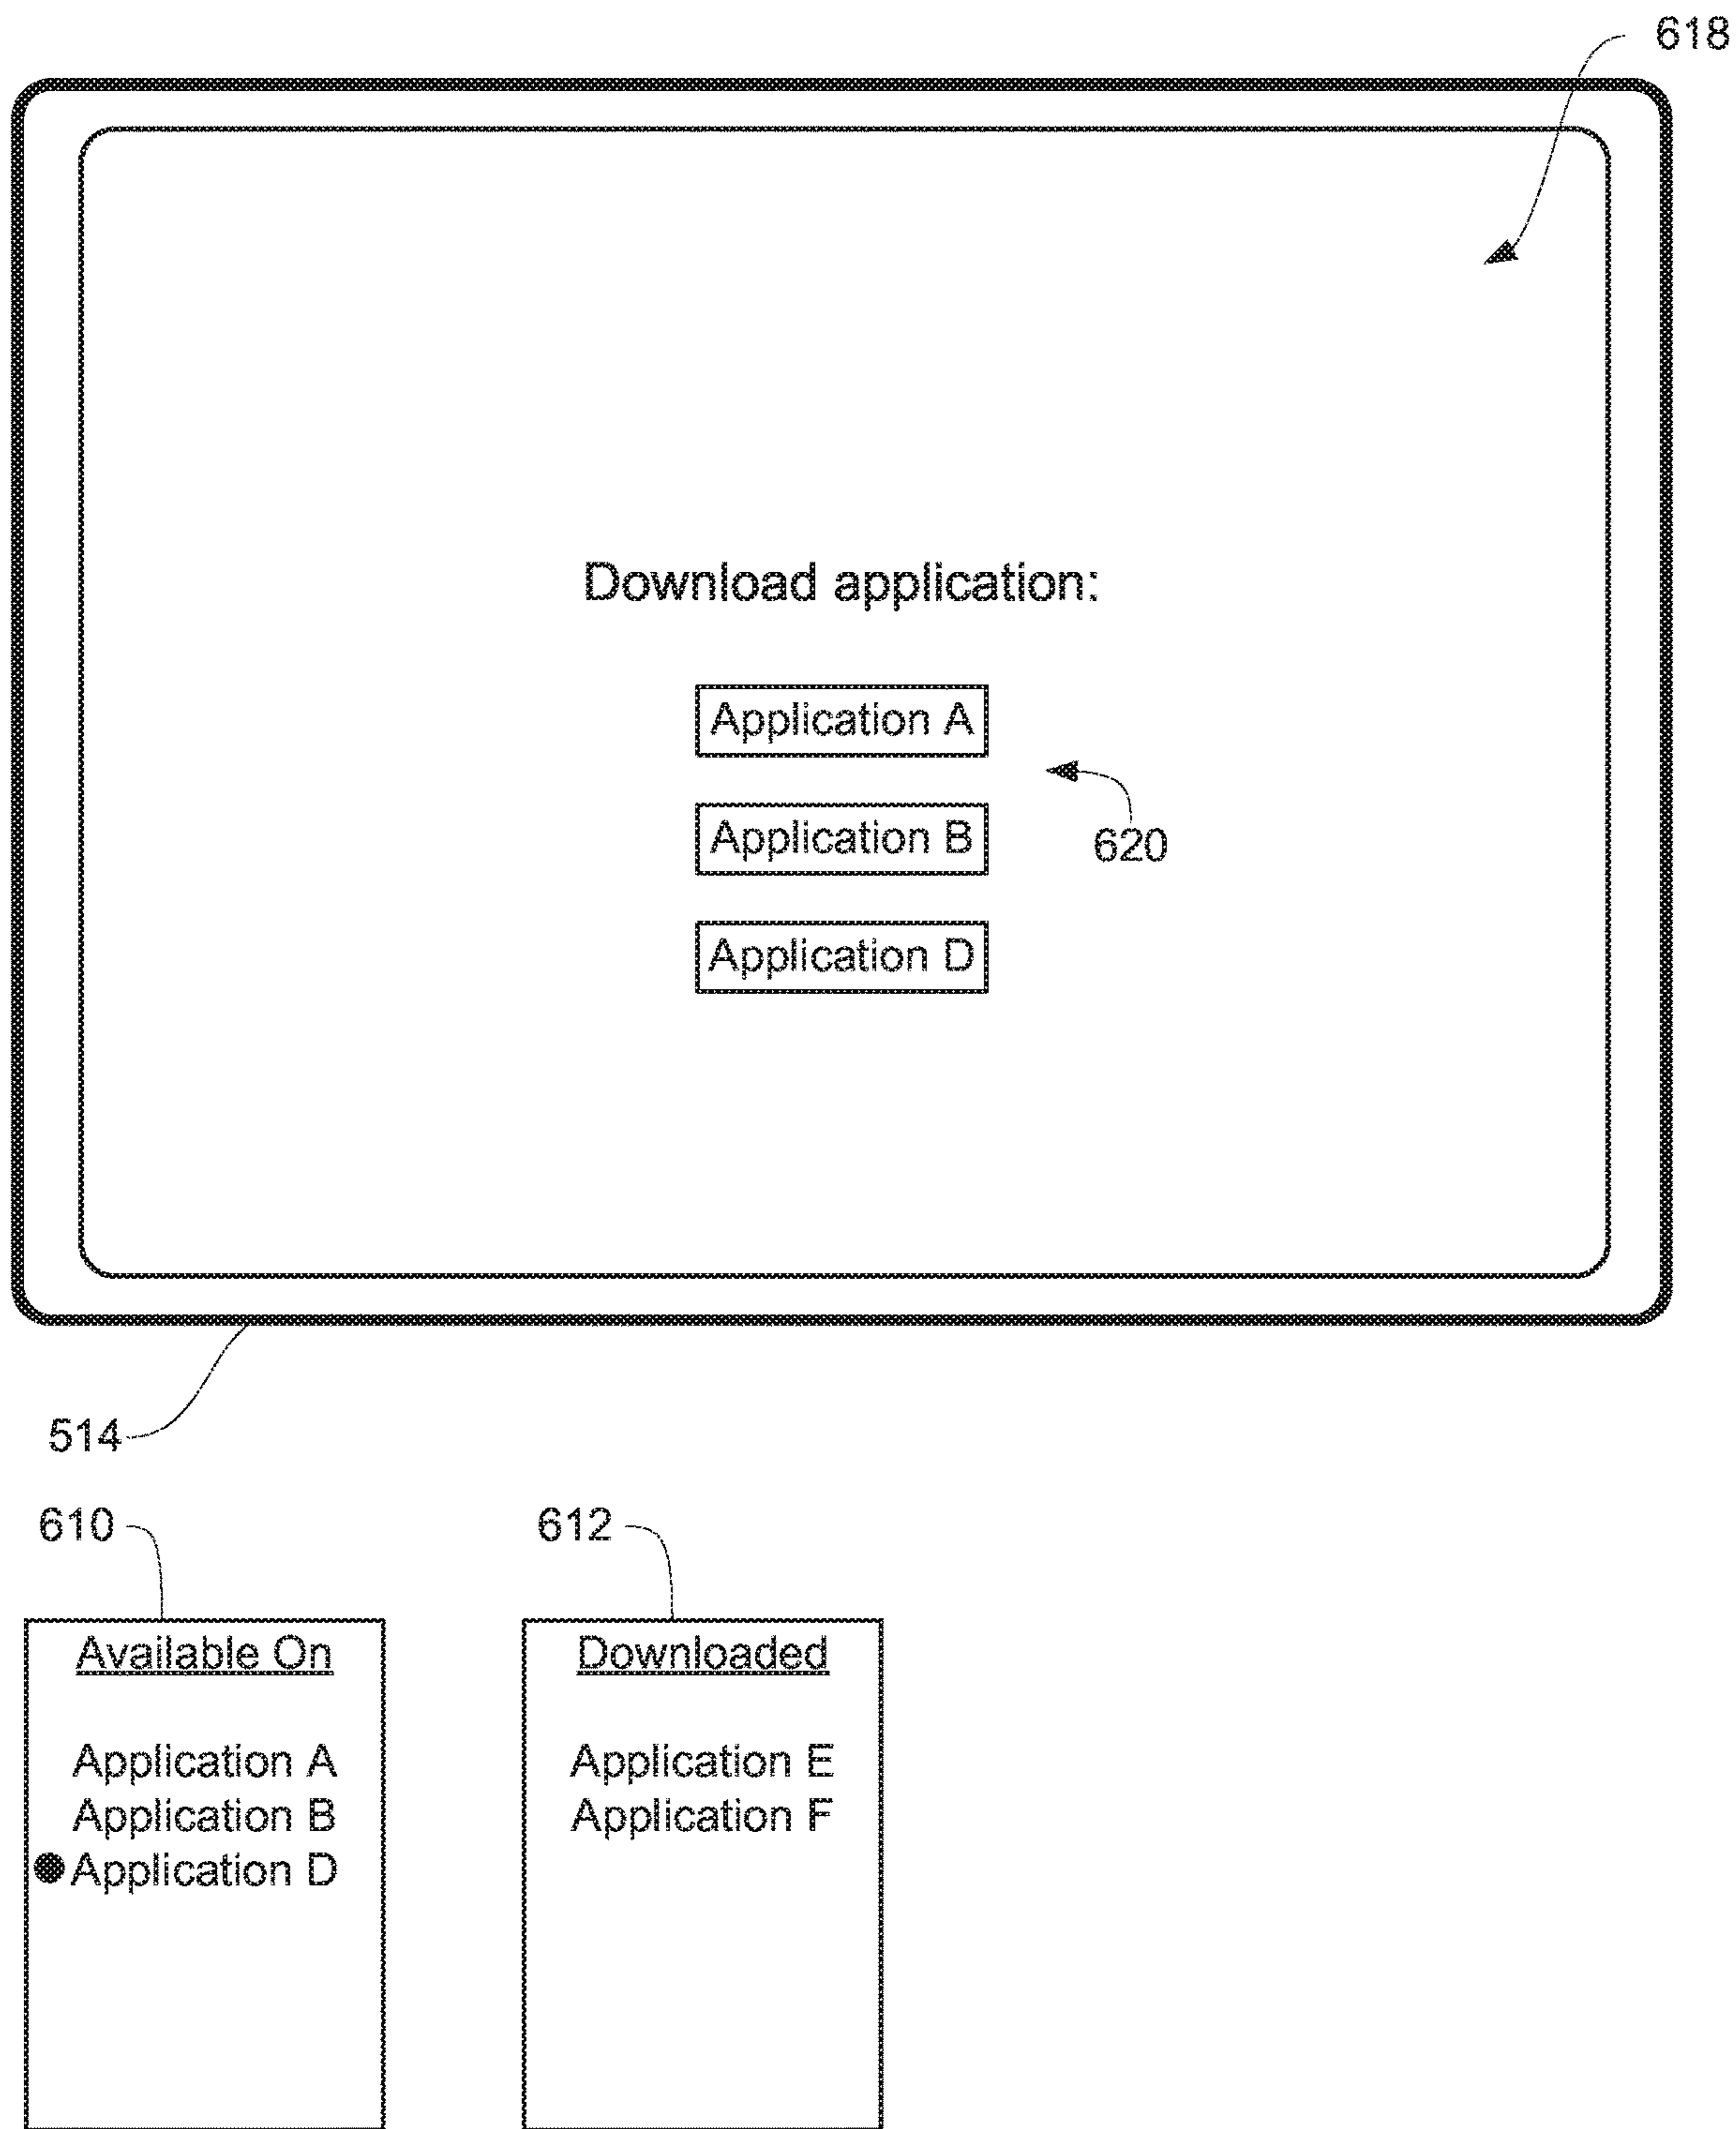 618
Download application:
Application A
Application B
620
Application D
514
610
612
Available On
Application A
Application B
Application D
Downloaded
Application E
Application F